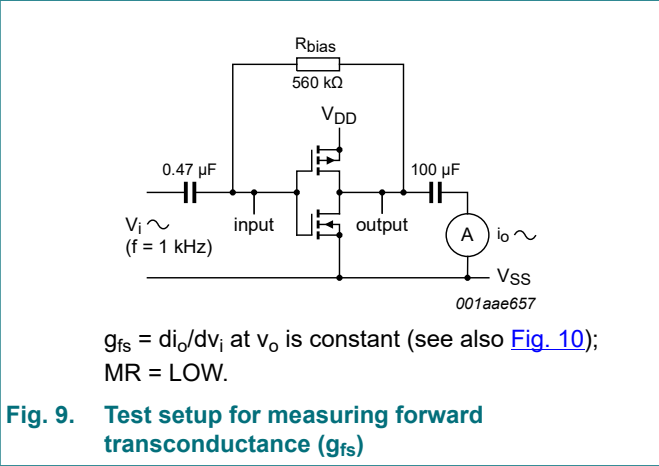 Rbias
560 kΩ
VDD
0.47 µF
100 µF
Vi
input
output
A
io
(f = 1 kHz)
VSS
001aae657
gfs = dio/dvi at vo is constant (see also Fig. 10);
MR = LOW.
Fig. 9. Test setup for measuring forward
transconductance (gfs)